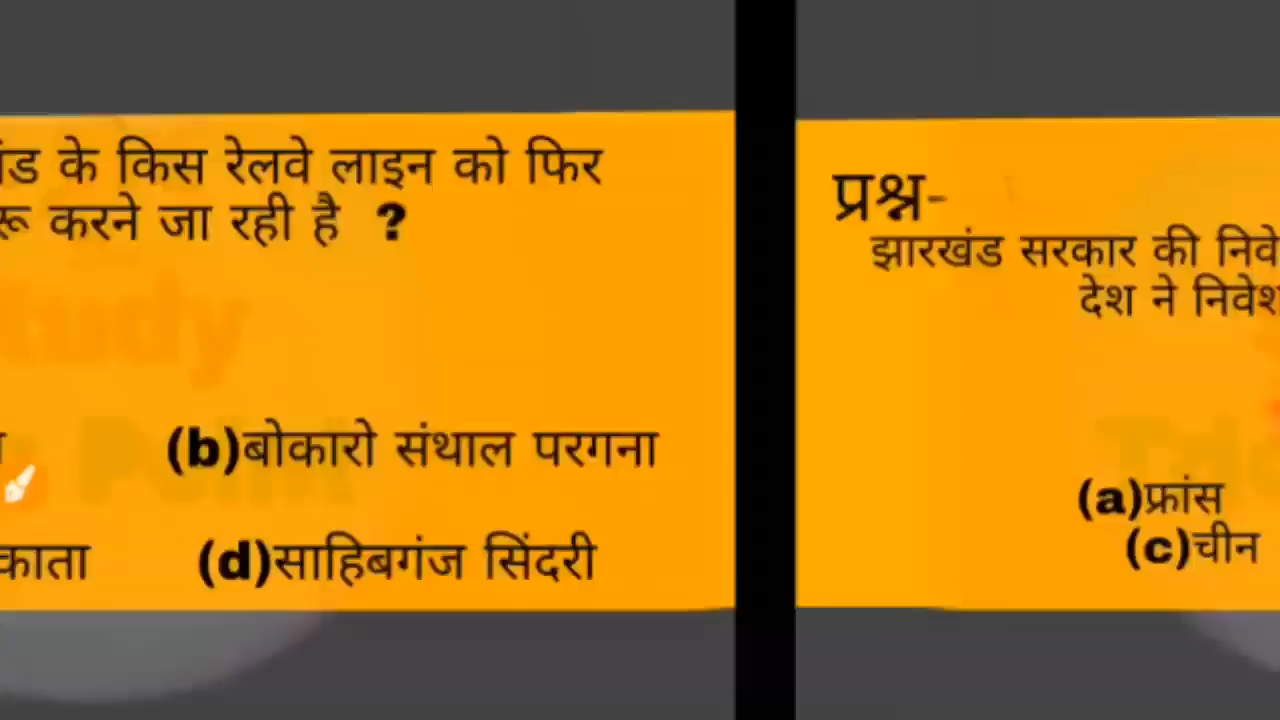 के किस रेलवे लाइन को फिर
करने जा रही है ?
(b)बोकारो संथाल परगना
(d)साहिबगंज सिंदरी
प्रश्न-
झारखंड सरकार की
देश ने
(a)फ्रांस
(c)चीन